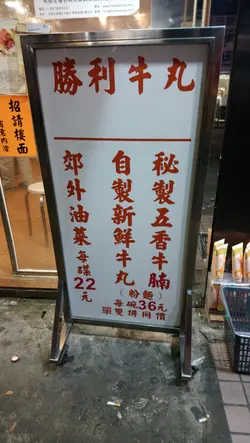 勝利牛丸
秘製五香牛腩
自製新鮮牛丸
(粉麵)
每碗36元
單雙拼同價
郊外油菜
每碟22元
招請樓面